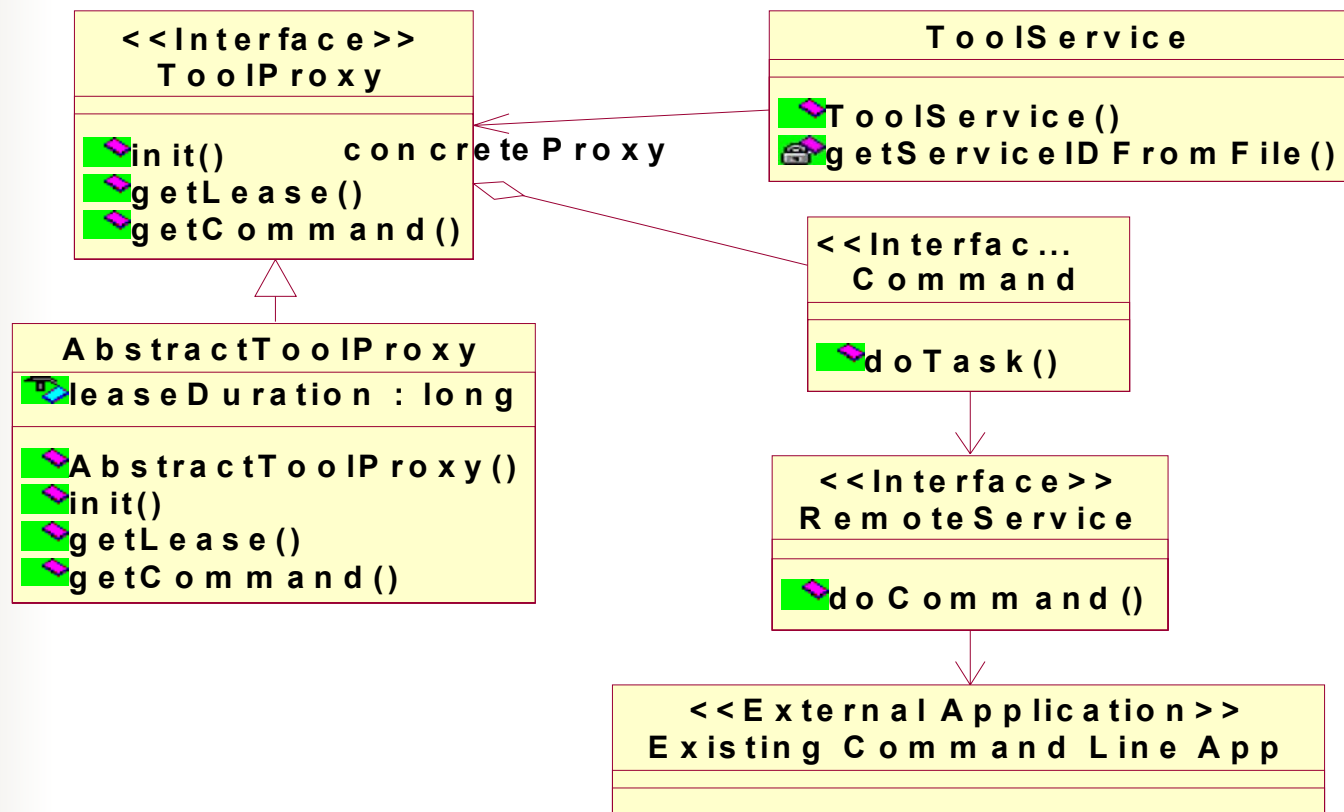 <<Interface>>
ToolProxy
init()
getLease()
getCommand()
concreteProxy
ToolService
ToolService()
getServiceIDFromFile()
<<Interfac...
Command
doTask()
AbstractToolProxy
leaseDuration : long
AbstractToolProxy()
init()
getLease()
getCommand()
<<Interface>>
RemoteService
doCommand()
<<External Application>>
Existing Command Line App